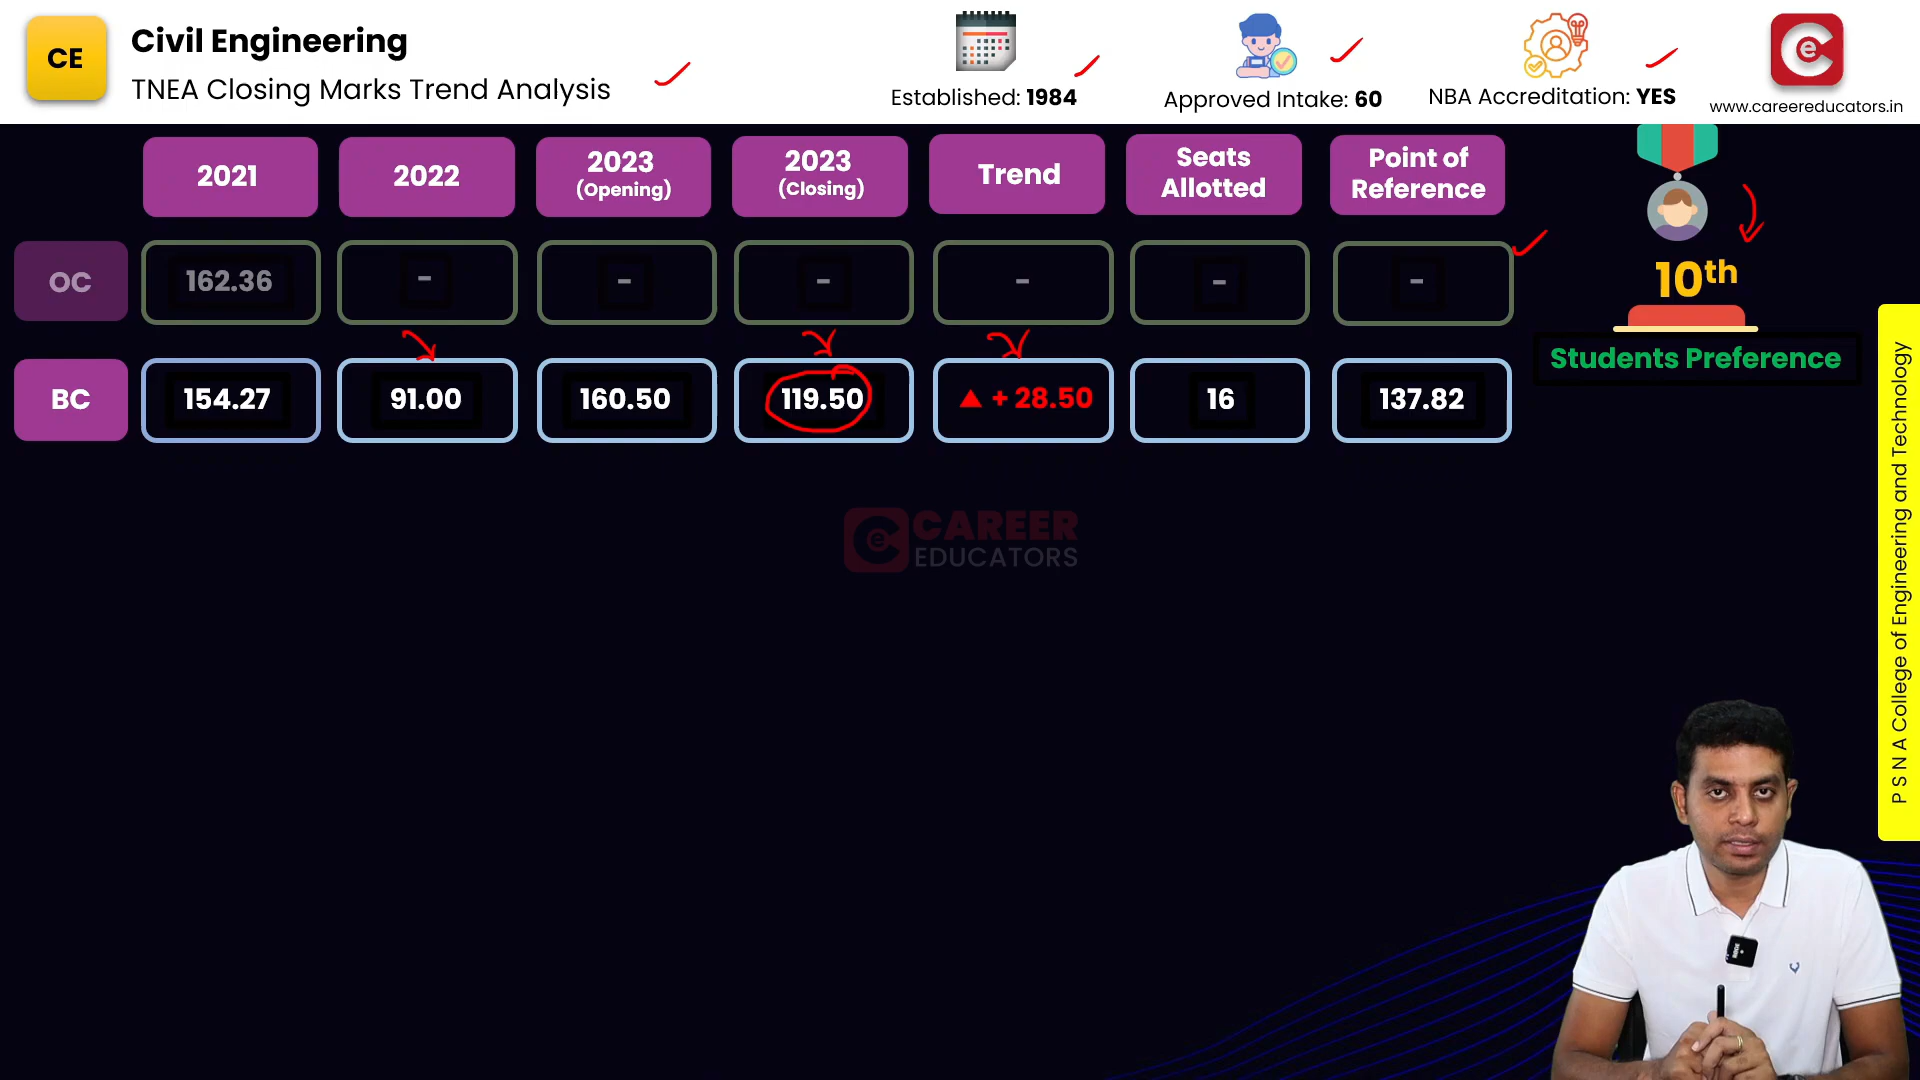 CE
Civil Engineering
TNEA Closing Marks Trend Analysis
Established: 1984
Approved Intake: 60
NBA Accreditation: YES
e
www.careereducators.in
2021
2022
2023
(Opening)
2023
(Closing)
Trend
Seats
Allotted
Point of
Reference
OC
162.36
-
-
-
-
-
-
BC
154.27
91.00
160.50
119.50
▲ + 28.50
16
137.82
10th
Students Preference
P S N A College of Engineering and Technology
e
CAREER
EDUCATORS